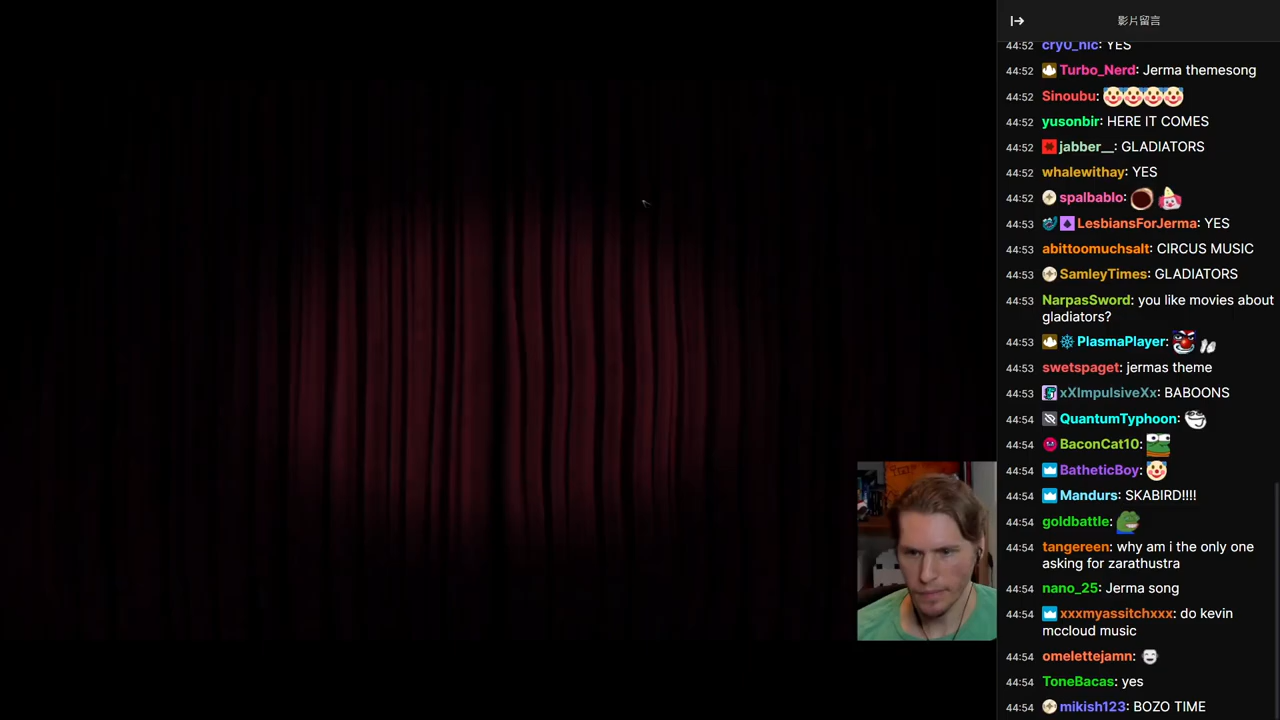 影片留言
44:52 cry0_nic: YES
44:52 Turbo_Nerd: Jerma themesong
44:52 Sinoubu:
44:52 yusonbir: HERE IT COMES
44:52 jabber__: GLADIATORS
44:52 whalewithay: YES
44:52 spalbablo:
44:53 LesbiansForJerma: YES
44:53 abittoomuchsalt: CIRCUS MUSIC
44:53 SamleyTimes: GLADIATORS
44:53 NarpasSword: you like movies about
gladiators?
44:53 PlasmaPlayer:
44:53 swetspaget: jermas theme
44:53 xXImpulsiveXx: BABOONS
44:54 QuantumTyphoon:
44:54 BaconCat10:
44:54 BatheticBoy:
44:54 Mandurs: SKABIRD!!!!
44:54 goldbattle:
44:54 tangereen: why am i the only one
asking for zarathustra
44:54 nano_25: Jerma song
44:54 xxxmyassitchxxx: do kevin
mccloud music
44:54 omelettejamn:
44:54 ToneBacas: yes
44:54 mikish123: BOZO TIME